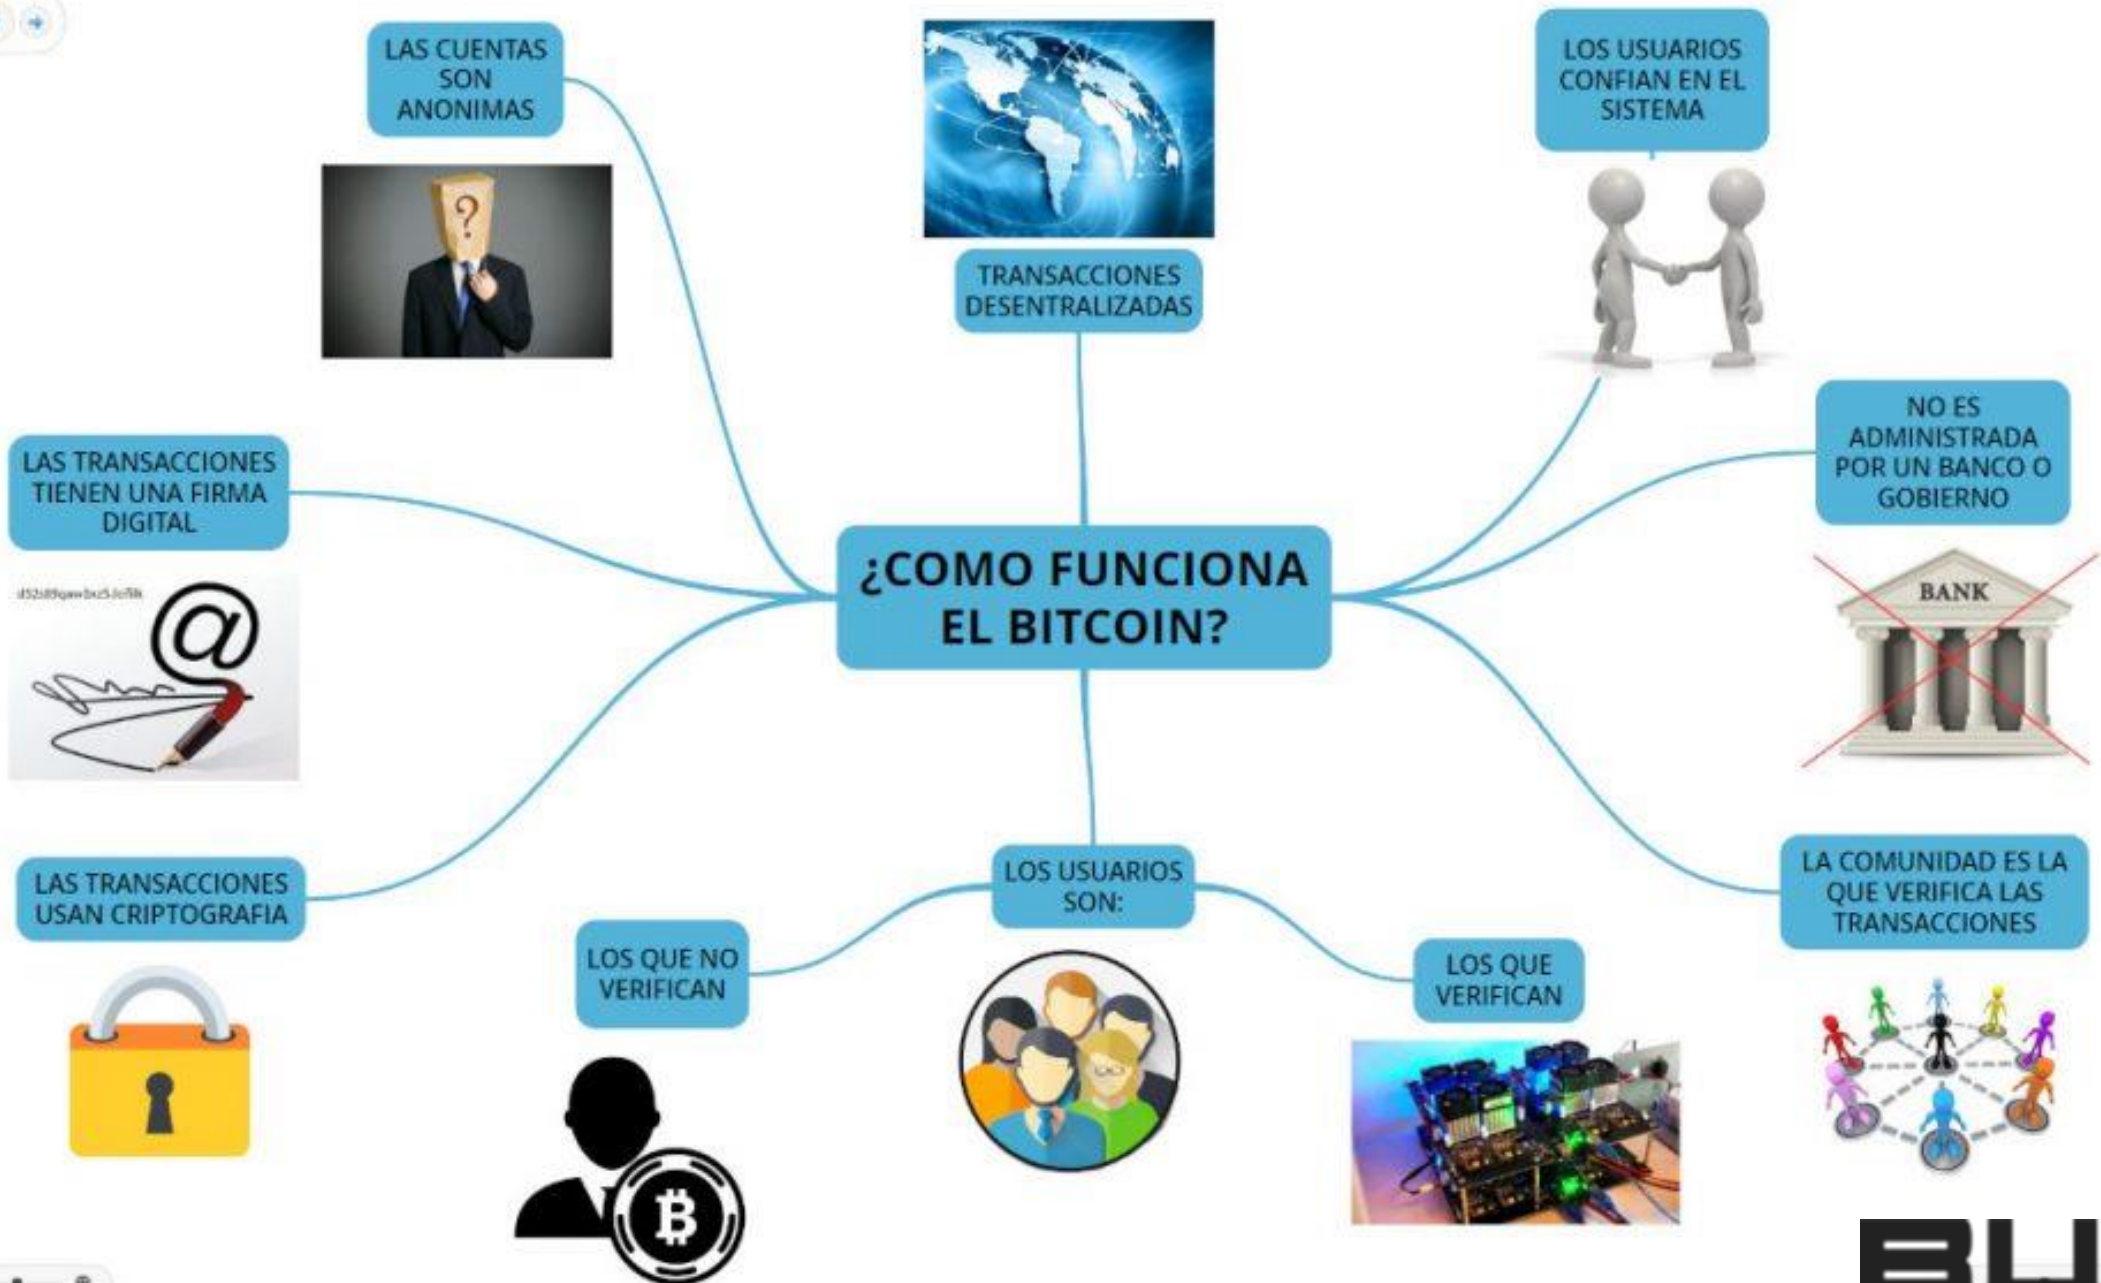 LAS CUENTAS
SON
ANONIMAS
TRANSACCIONES
DESENTRALIZADAS
LOS USUARIOS
CONFIAN EN EL
SISTEMA
?
LAS TRANSACCIONES
TIENEN UNA FIRMA
DIGITAL
NO ES
ADMINISTRADA
POR UN BANCO O
GOBIERNO
¿COMO FUNCIONA
EL BITCOIN?
BANK
@
LAS TRANSACCIONES
USAN CRIPTOGRAFIA
LOS USUARIOS
SON:
LA COMUNIDAD ES LA
QUE VERIFICA LAS
TRANSACCIONES
LOS QUE NO
VERIFICAN
LOS QUE
VERIFICAN